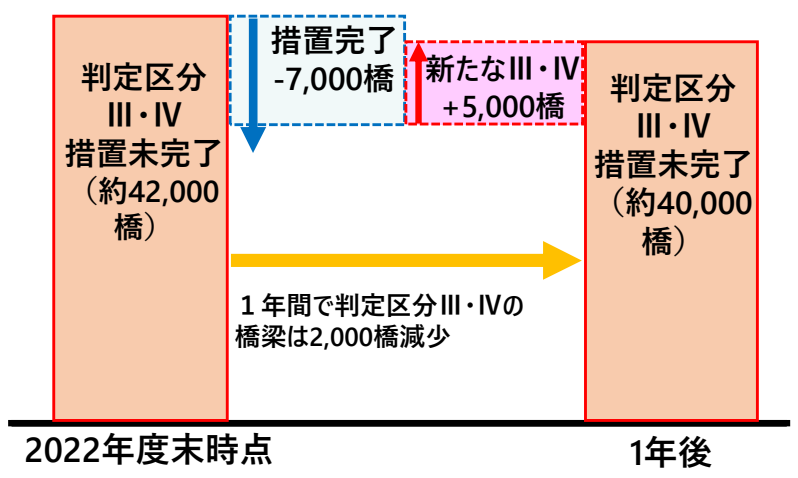 判定区分
Ⅲ・Ⅳ
措置未完了
（約42,000
橋）
措置完了
-7,000橋
新たなⅢ・Ⅳ
+5,000橋
判定区分
Ⅲ・Ⅳ
措置未完了
（約40,000
橋）
１年間で判定区分Ⅲ・Ⅳの
橋梁は2,000橋減少
2022年度末時点
1年後